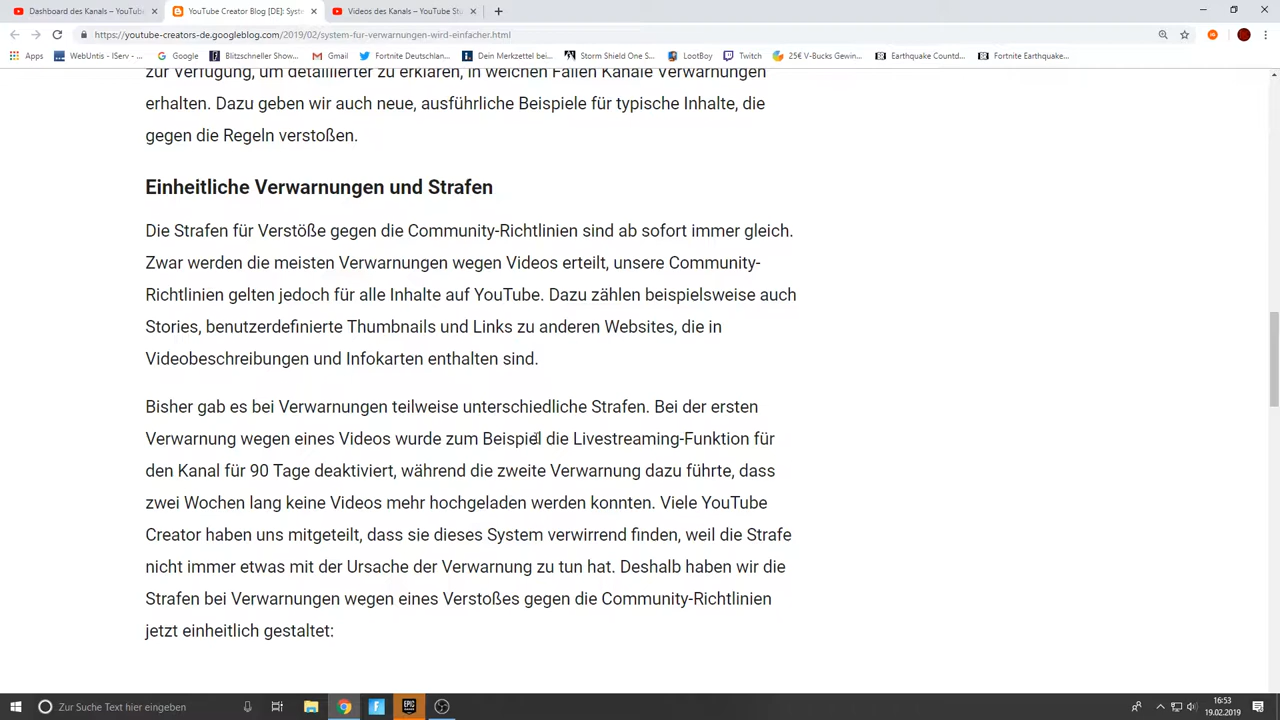 Dashboard des Kanals – YouTube
YouTube Creator Blog [DE]: Syste
Videos des Kanals – YouTube Stu
https://youtube-creators-de.googleblog.com/2019/02/system-fur-verwarnungen-wird-einfacher.html
Apps
WebUntis - IServ - ...
Google
Blitzschneller Show...
Gmail
Fortnite Deutschlan...
Dein Merkzettel bei...
Storm Shield One S...
LootBoy
Twitch
25€ V-Bucks Gewin...
Earthquake Countd...
Fortnite Earthquake...
zur Verfügung, um detaillierter zu erklären, in welchen Fällen Kanäle Verwarnungen
erhalten. Dazu geben wir auch neue, ausführliche Beispiele für typische Inhalte, die
gegen die Regeln verstoßen.
Einheitliche Verwarnungen und Strafen
Die Strafen für Verstöße gegen die Community-Richtlinien sind ab sofort immer gleich.
Zwar werden die meisten Verwarnungen wegen Videos erteilt, unsere Community-
Richtlinien gelten jedoch für alle Inhalte auf YouTube. Dazu zählen beispielsweise auch
Stories, benutzerdefinierte Thumbnails und Links zu anderen Websites, die in
Videobeschreibungen und Infokarten enthalten sind.
Bisher gab es bei Verwarnungen teilweise unterschiedliche Strafen. Bei der ersten
Verwarnung wegen eines Videos wurde zum Beispiel die Livestreaming-Funktion für
den Kanal für 90 Tage deaktiviert, während die zweite Verwarnung dazu führte, dass
zwei Wochen lang keine Videos mehr hochgeladen werden konnten. Viele YouTube
Creator haben uns mitgeteilt, dass sie dieses System verwirrend finden, weil die Strafe
nicht immer etwas mit der Ursache der Verwarnung zu tun hat. Deshalb haben wir die
Strafen bei Verwarnungen wegen eines Verstoßes gegen die Community-Richtlinien
jetzt einheitlich gestaltet:
Zur Suche Text hier eingeben
EPIC
16:53
19.02.2019